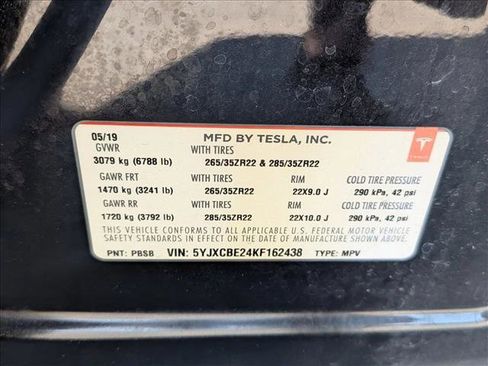 05/19 MFD BY TESLA, INC.
GVWR WITH TIRES
3079 kg (6788 lb) 265/35ZR22 & 285/35ZR22
GAWR FRT WITH TIRES RIM COLD TIRE PRESSURE
1470 kg (3241 lb) 265/35ZR22 22X9.0 J 290 kPa, 42 psi
GAWR RR WITH TIRES RIM COLD TIRE PRESSURE
1720 kg (3792 lb) 285/35ZR22 22X10.0 J 290 kPa, 42 psi
THIS VEHICLE CONFORMS TO ALL APPLICABLE U.S. FEDERAL MOTOR VEHICLE
SAFETY STANDARDS IN EFFECT ON THE DATE OF MANUFACTURE SHOWN ABOVE.
PNT: PBSB VIN: 5YJXCBE24KF162438 TYPE: MPV